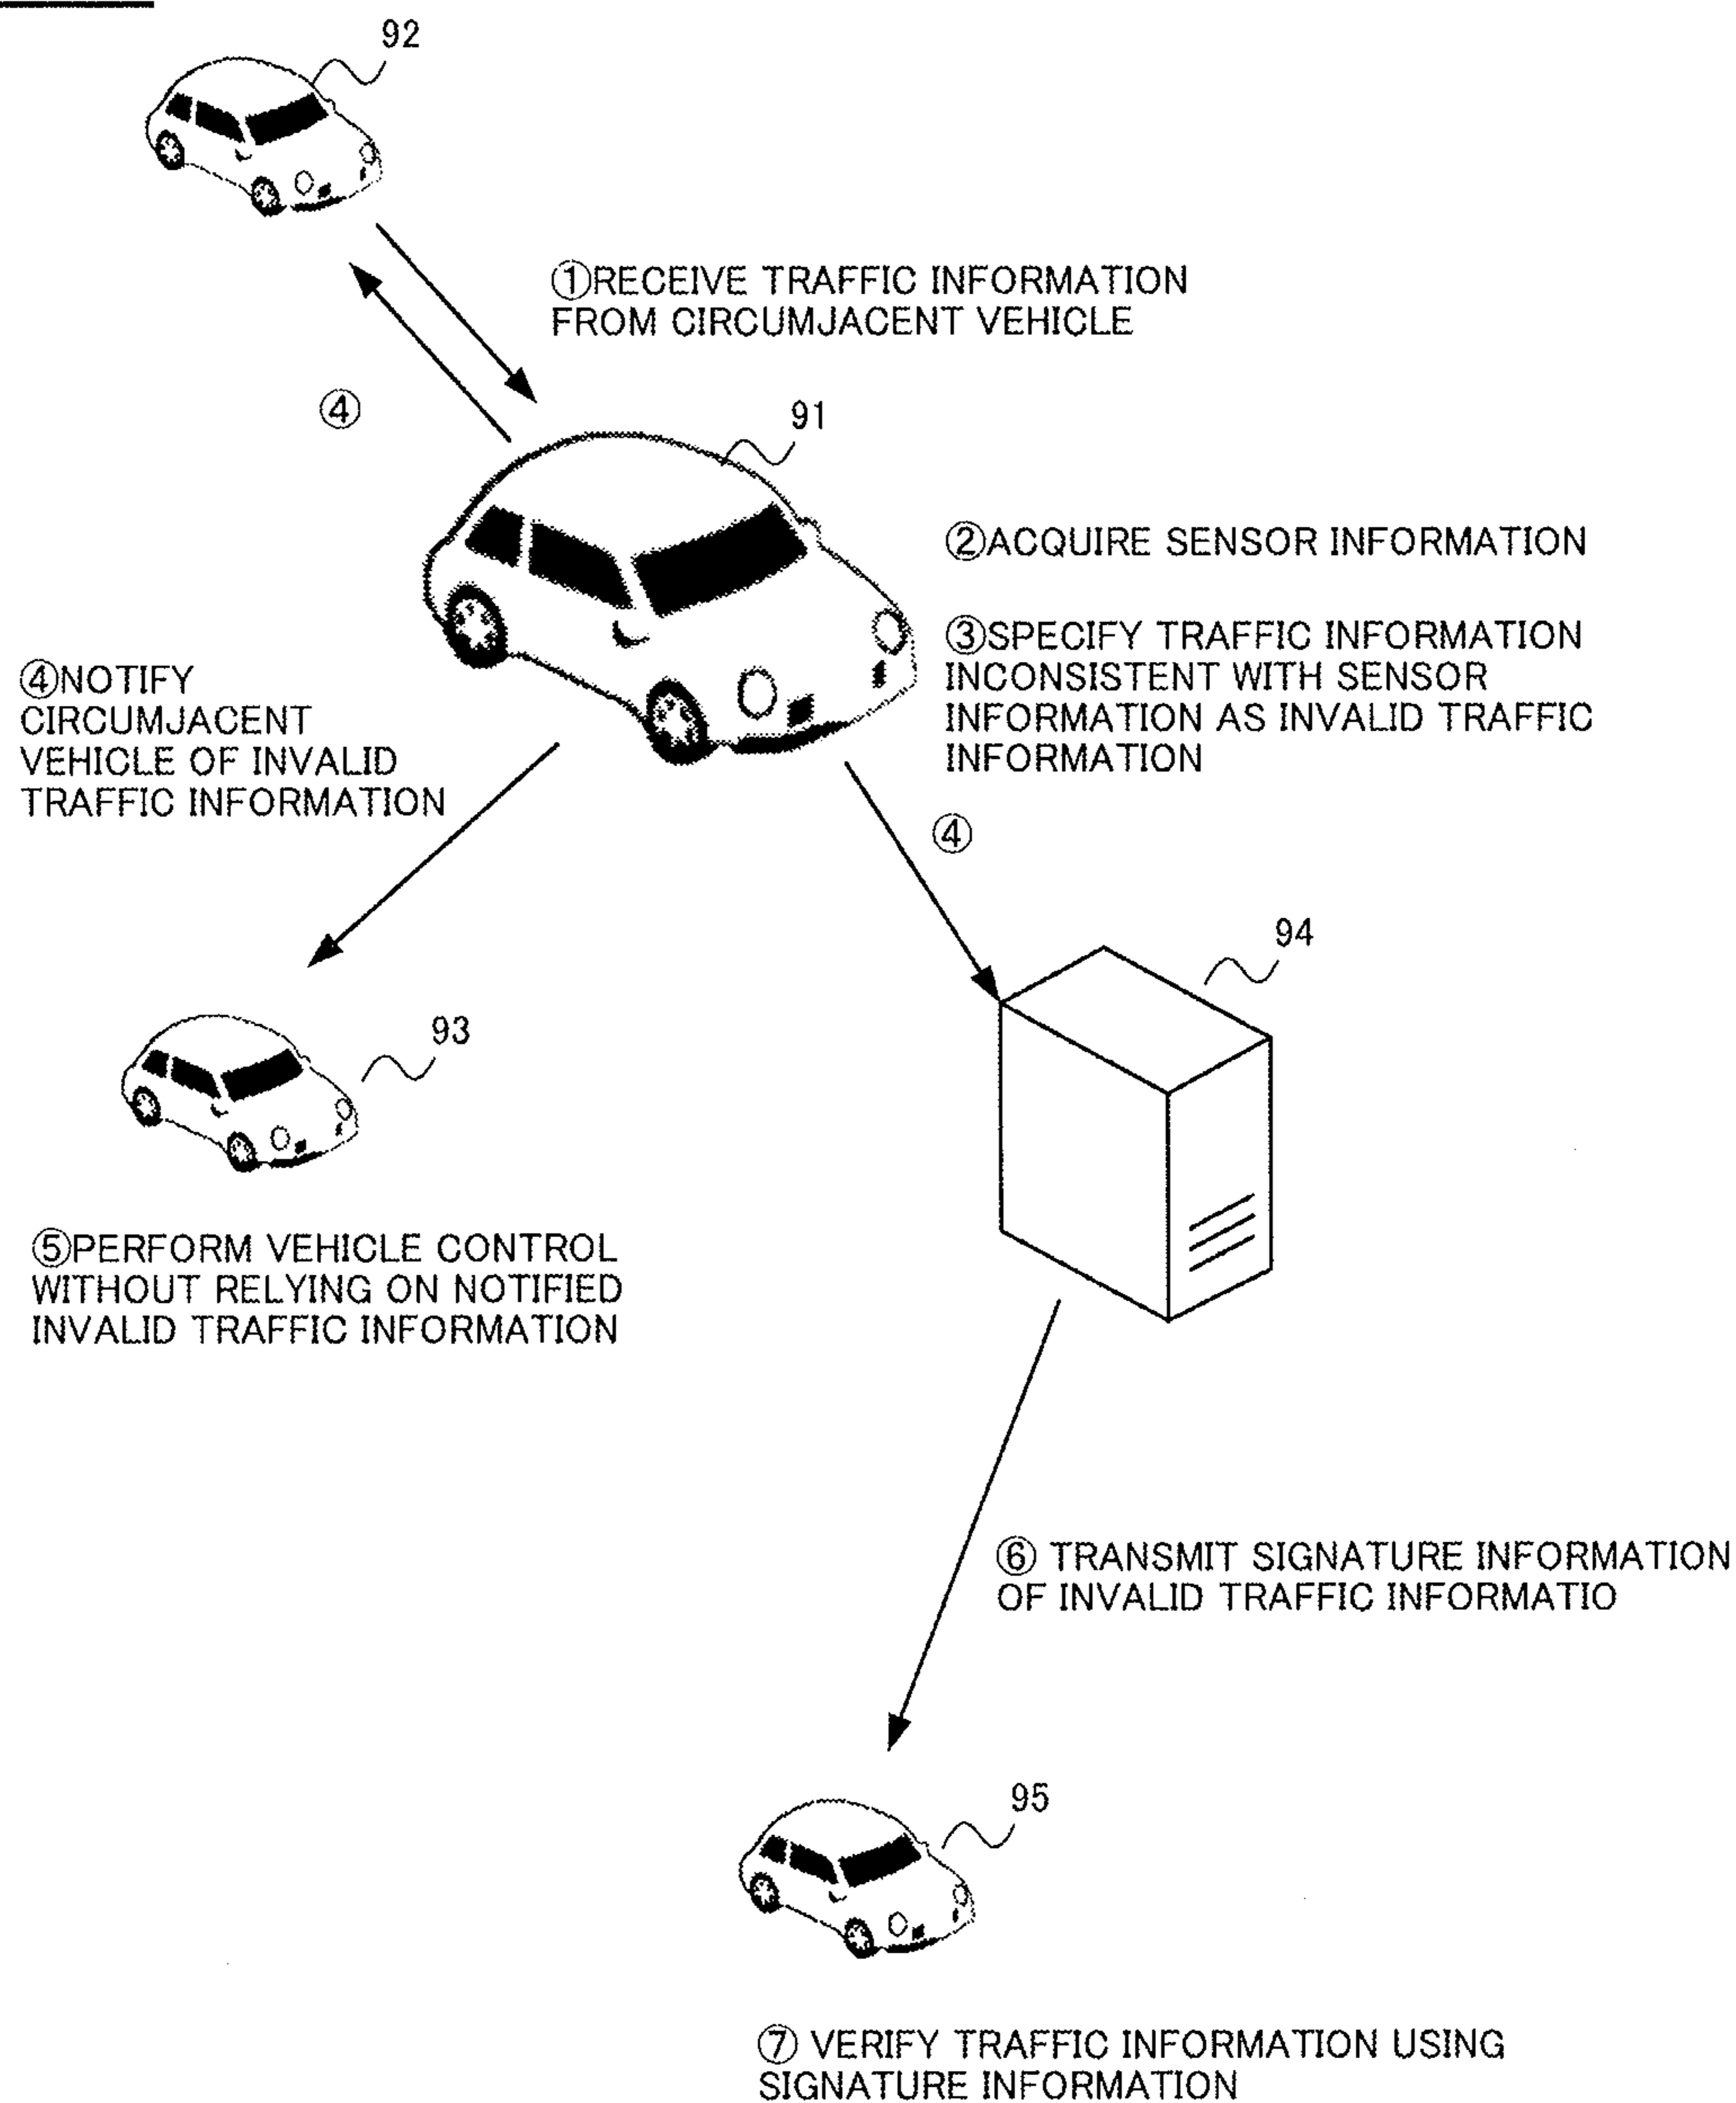 92
①RECEIVE TRAFFIC INFORMATION
FROM CIRCUMJACENT VEHICLE
④
91
②ACQUIRE SENSOR INFORMATION
③SPECIFY TRAFFIC INFORMATION
INCONSISTENT WITH SENSOR
INFORMATION AS INVALID TRAFFIC
INFORMATION
④NOTIFY
CIRCUMJACENT
VEHICLE OF INVALID
TRAFFIC INFORMATION
④
94
93
⑤PERFORM VEHICLE CONTROL
WITHOUT RELYING ON NOTIFIED
INVALID TRAFFIC INFORMATION
⑥ TRANSMIT SIGNATURE INFORMATION
OF INVALID TRAFFIC INFORMATIO
95
⑦ VERIFY TRAFFIC INFORMATION USING
SIGNATURE INFORMATION